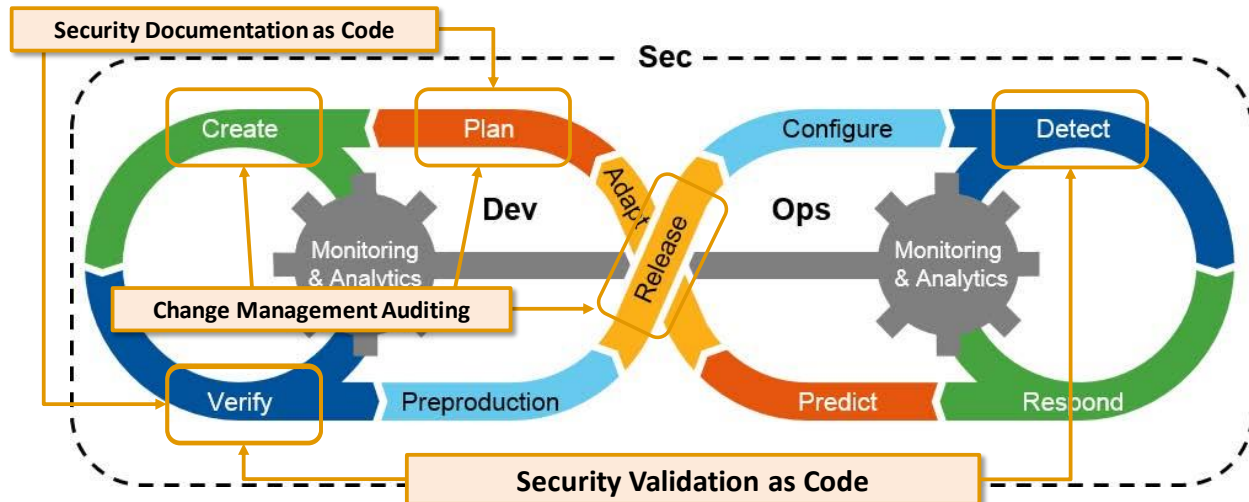 Security Documentation as Code
Sec
Create
Plan
Configure
Detect
Adapt
Dev
Release
Ops
Monitoring
& Analytics
Monitoring
& Analytics
Change Management Auditing
Verify
Preproduction
Predict
Respond
Security Validation as Code